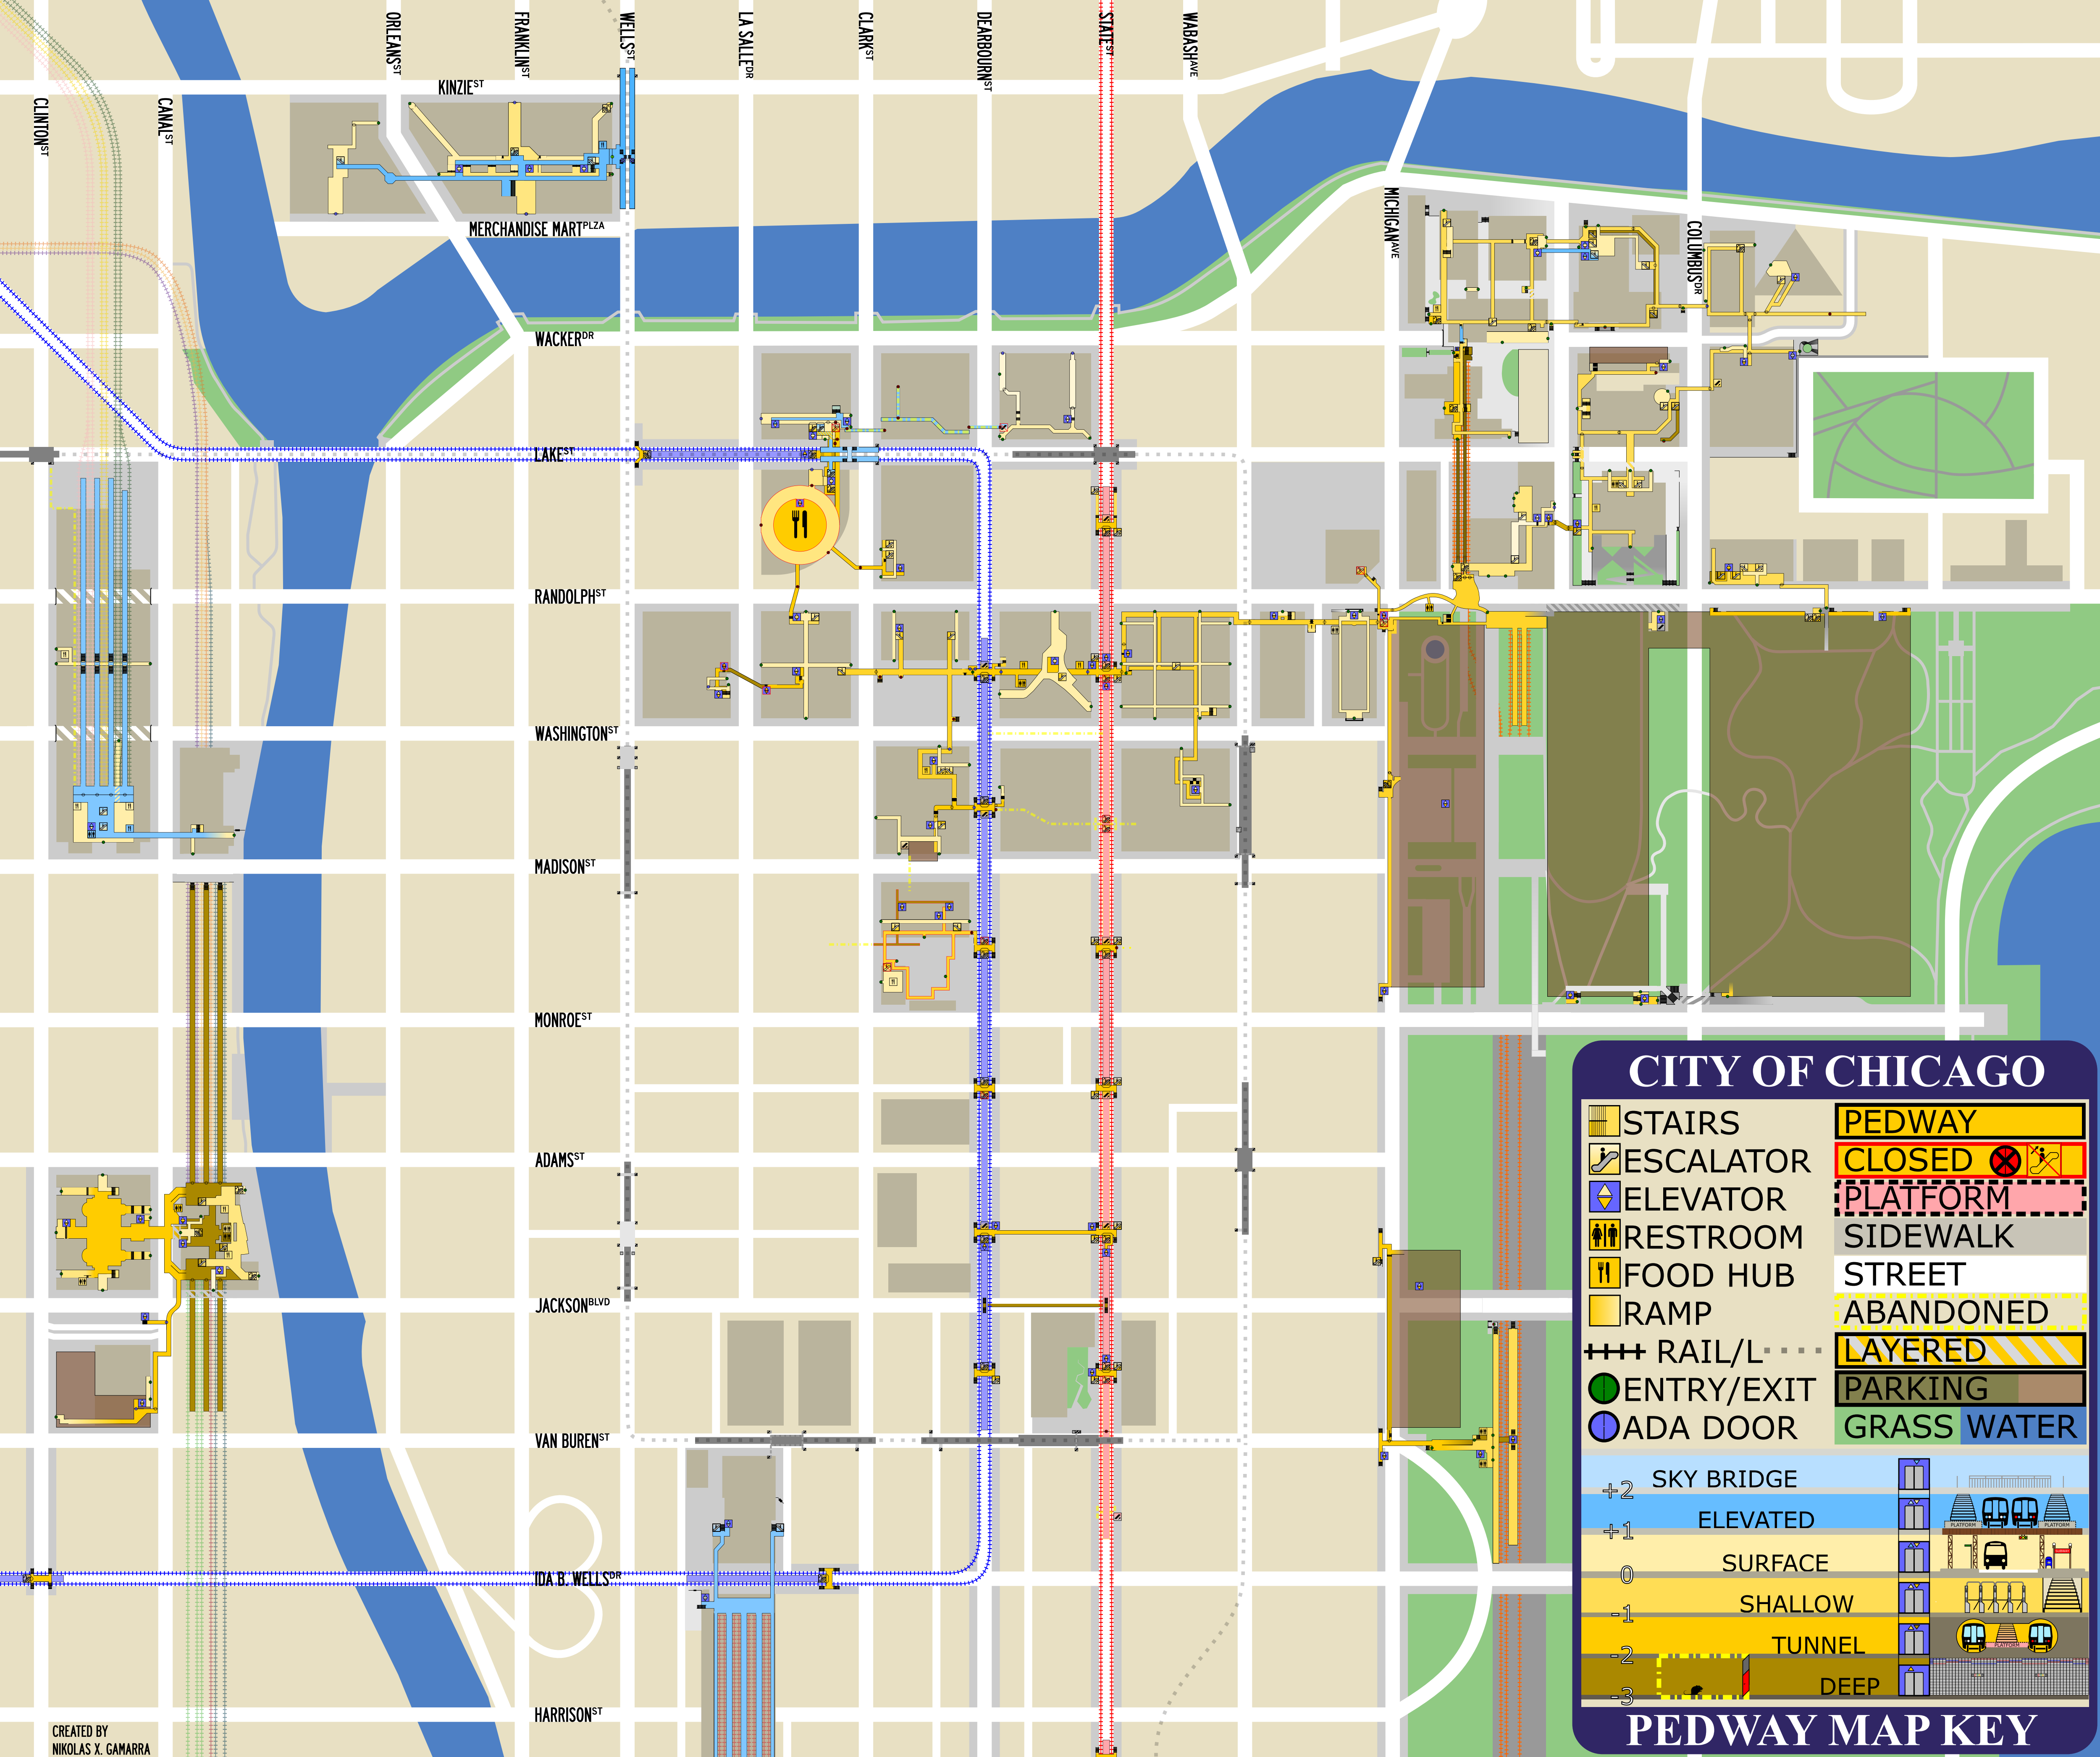 ORLEANS ST
FRANKLIN ST
WELLS ST
LA SALLE DR
CLARK ST
DEARBOURN ST
STATE ST
WABASH AVE
CLINTON ST
CANAL ST
KINZIE ST
MERCHANDISE MART PLZA
MICHIGAN AVE
COLUMBUS DR
WACKER DR
LAKE ST
RANDOLPH ST
WASHINGTON ST
MADISON ST
MONROE ST
ADAMS ST
JACKSON BLVD
VAN BUREN ST
IDA B. WELLS DR
HARRISON ST
CREATED BY
NIKOLAS X. GAMARRA
CITY OF CHICAGO
STAIRS
ESCALATOR
ELEVATOR
RESTROOM
FOOD HUB
RAMP
RAIL/L
ENTRY/EXIT
ADA DOOR
PEDWAY
CLOSED
PLATFORM
SIDEWALK
STREET
ABANDONED
LAYERED
PARKING
GRASS WATER
SKY BRIDGE
+2
ELEVATED
PLATFORM PLATFORM
+1
SURFACE
0
SHALLOW
-1
TUNNEL
PLATFORM
-2
DEEP
-3
PEDWAY MAP KEY